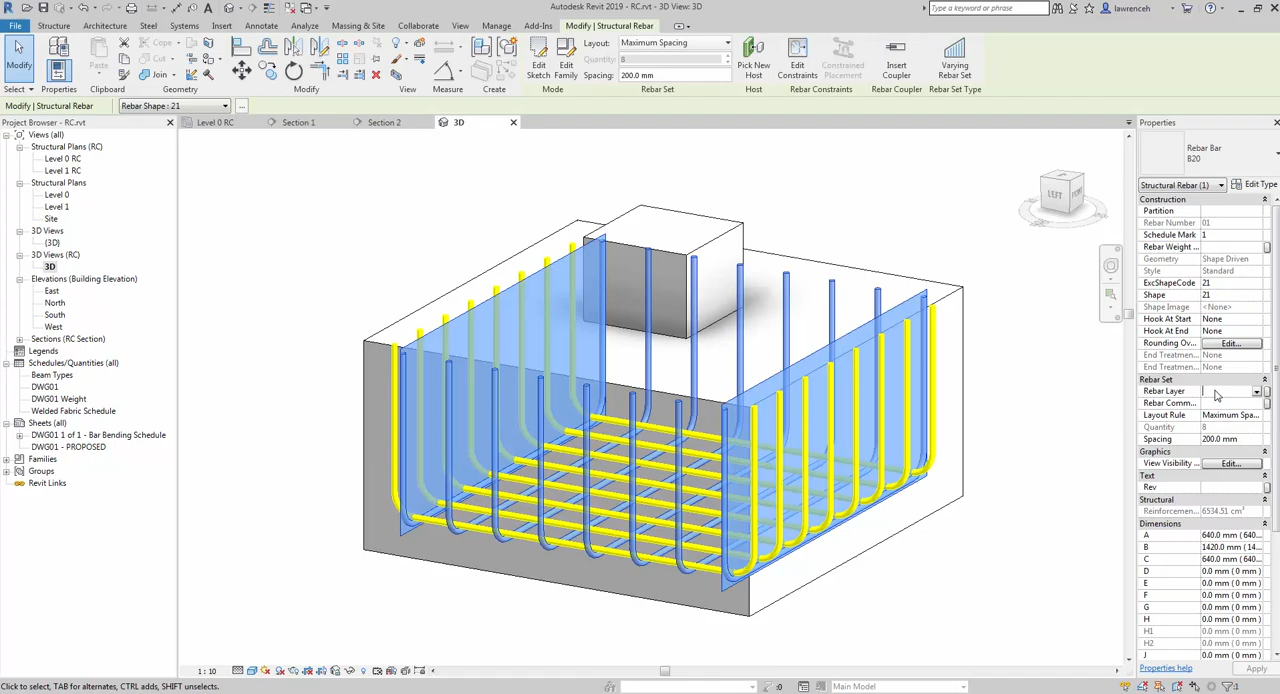 Autodesk Revit 2019 - RC.rvt - 3D View: 3D
Type a keyword or phrase
lawrenceh
File Structure Architecture Steel Systems Insert Annotate Analyze Massing & Site Collaborate View Manage Add-Ins Modify | Structural Rebar
Modify
Paste
Cope
Cut
Join
Edit Sketch
Edit Family
Layout: Maximum Spacing
Quantity: 8
Spacing: 200.0 mm
Pick New Host
Edit Constraints
Constrained Placement
Insert Coupler
Varying Rebar Set
Select Properties Clipboard Geometry Modify View Measure Create Mode Rebar Set Host Rebar Constraints Rebar Coupler Rebar Set Type
Modify | Structural Rebar
Rebar Shape : 21
...
Project Browser - RC.rvt
Views (all)
Structural Plans (RC)
Level 0 RC
Level 1 RC
Structural Plans
Level 0
Level 1
Site
3D Views
(3D)
3D Views (RC)
3D
Elevations (Building Elevation)
East
North
South
West
Sections (RC Section)
Legends
Schedules/Quantities (all)
Beam Types
DWG01
DWG01 Weight
Welded Fabric Schedule
Sheets (all)
DWG01 1 of 1 - Bar Bending Schedule
DWG01 - PROPOSED
Families
Groups
Revit Links
Level 0 RC
Section 1
Section 2
3D
LEFT
Properties
Rebar Bar
B20
Structural Rebar (1)
Edit Type
Construction
Partition
Rebar Number 01
Schedule Mark 1
Rebar Weight ...
Geometry Shape Driven
Style Standard
ExcShapeCode 21
Shape 21
Shape Image <None>
Hook At Start None
Hook At End None
Rounding Ov... Edit...
End Treatmen... None
End Treatmen... None
Rebar Set
Rebar Layer
Rebar Comm...
Layout Rule Maximum Spa...
Quantity 8
Spacing 200.0 mm
Graphics
View Visibility ... Edit...
Text
Rev
Structural
Reinforcemen... 6534.51 cm³
Dimensions
A 640.0 mm ( 640...
B 1420.0 mm ( 14...
C 640.0 mm ( 640...
D 0.0 mm ( 0 mm )
E 0.0 mm ( 0 mm )
F 0.0 mm ( 0 mm )
G 0.0 mm ( 0 mm )
H 0.0 mm ( 0 mm )
H1 0.0 mm ( 0 mm )
H2 0.0 mm ( 0 mm )
J 0.0 mm ( 0 mm )
Properties help
Apply
1 : 10
Click to select, TAB for alternates, CTRL adds, SHIFT unselects.
:0
Main Model
:1